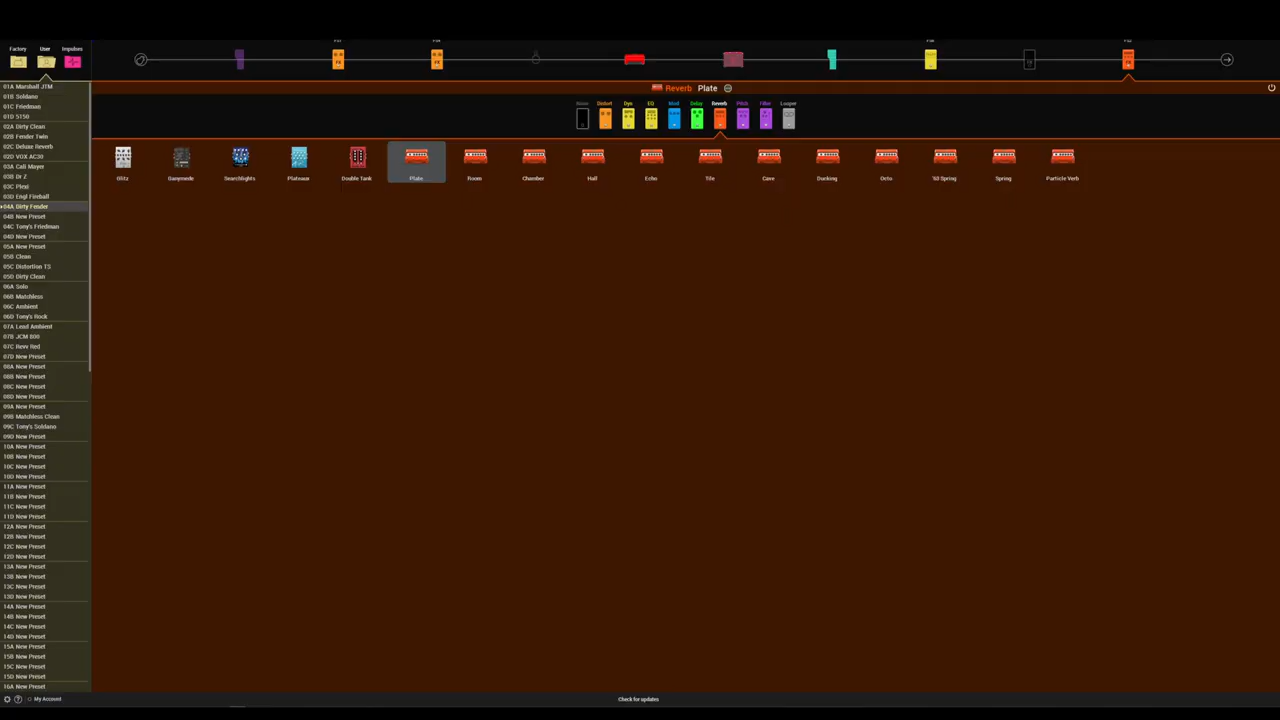 Factory
User
Impulses
Reverb Plate
Distort
Dyn
EQ
Mod
Delay
Reverb
Pitch
Filter
Looper
Glitz
Ganymede
Searchlights
Plateaux
Double Tank
Plate
Room
Chamber
Hall
Echo
Tile
Cave
Ducking
Octo
'63 Spring
Spring
Particle Verb
01A Marshall JTM
01B Soldano
01C Friedman
01D 5150
02A Dirty Clean
02B Fender Twin
02C Deluxe Reverb
02D VOX AC30
03A Cali Mayer
03B Dr Z
03C Plexi
03D Engl Fireball
04A Dirty Fender
04B New Preset
04C Tony's Friedman
04D New Preset
05A New Preset
05B Clean
05C Distortion TS
05D Dirty Clean
06A Solo
06B Matchless
06C Ambient
06D Tony's Rock
07A Lead Ambient
07B JCM 800
07C Revv Red
07D New Preset
08A New Preset
08B New Preset
08C New Preset
08D New Preset
09A New Preset
09B Matchless Clean
09C Tony's Soldano
09D New Preset
10A New Preset
10B New Preset
10C New Preset
10D New Preset
11A New Preset
11B New Preset
11C New Preset
11D New Preset
12A New Preset
12B New Preset
12C New Preset
12D New Preset
13A New Preset
13B New Preset
13C New Preset
13D New Preset
14A New Preset
14B New Preset
14C New Preset
14D New Preset
15A New Preset
15B New Preset
15C New Preset
15D New Preset
16A New Preset
My Account
Check for updates